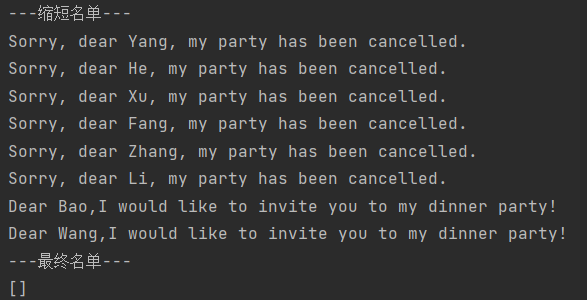 ---缩短名单---
Sorry, dear Yang, my party has been cancelled.
Sorry, dear He, my party has been cancelled.
Sorry, dear Xu, my party has been cancelled.
Sorry, dear Fang, my party has been cancelled.
Sorry, dear Zhang, my party has been cancelled.
Sorry, dear Li, my party has been cancelled.
Dear Bao,I would like to invite you to my dinner party!
Dear Wang,I would like to invite you to my dinner party!
---最终名单---
[]